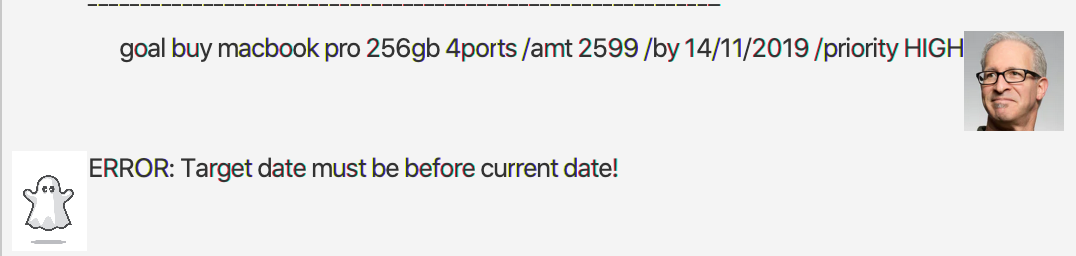 goal buy macbook pro 256gb 4ports /amt 2599 /by 14/11/2019 /priority HIGH
ERROR: Target date must be before current date!